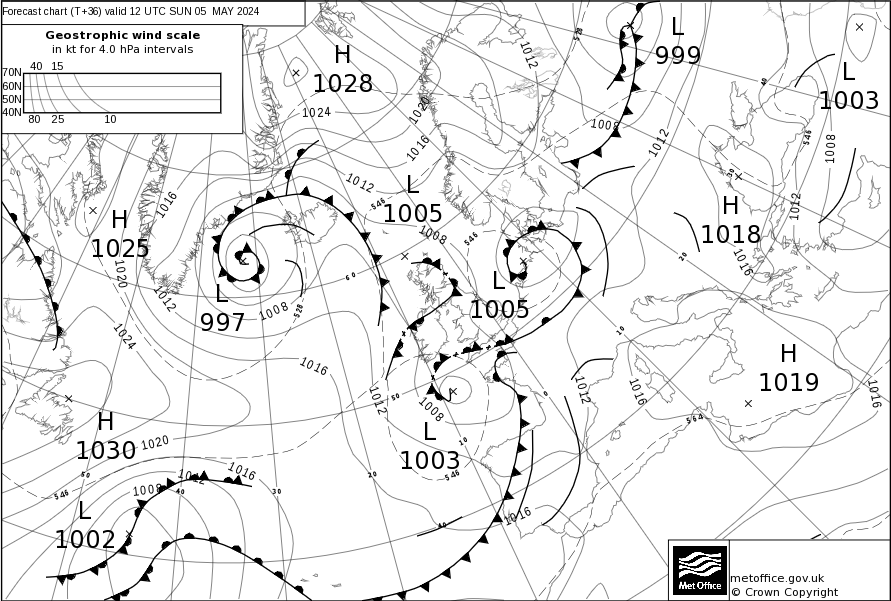 Forecast chart (T+36) valid 12 UTC SUN 05 MAY 2024
Geostrophic wind scale
in kt for 4.0 hPa intervals
40 15
70N
60N
50N
40N
80 25 10
H
1028
L
999
L
1003
L
1005
H
1025
H
1018
L
997
L
1005
H
1019
H
1030
L
1003
L
1002
1024
1020
1016
1012
1012
1008
1012
1008
1012
1016
1016
1012
1008
1020
1012
1024
1008
1016
1012
1008
1012
1016
1016
1020
1016
1012
1008
1016
528
546
546
546
528
546
546
564
40
30
20
10
0
60
50
10
20
30
40
50
40
metoffice.gov.uk
© Crown Copyright
Met Office